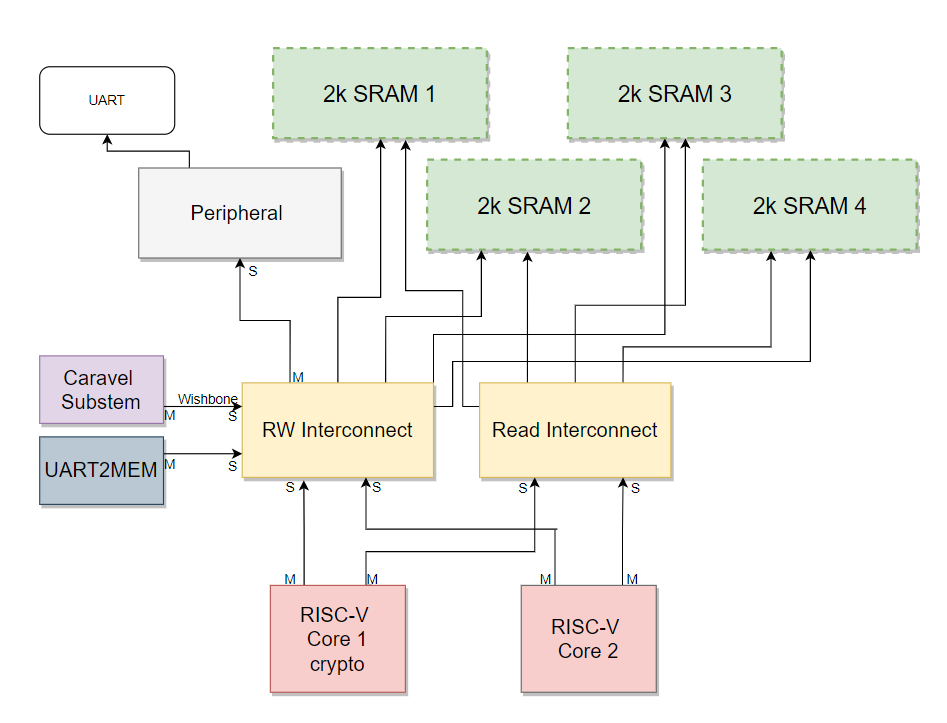 2k SRAM 1
2k SRAM 3
UART
2k SRAM 2
2k SRAM 4
Peripheral
S
M
Caravel
Substem
Wishbone
M
S
RW Interconnect
Read Interconnect
UART2MEM
M
S
S
S
S
S
M
M
M
M
RISC-V
Core 1
crypto
RISC-V
Core 2